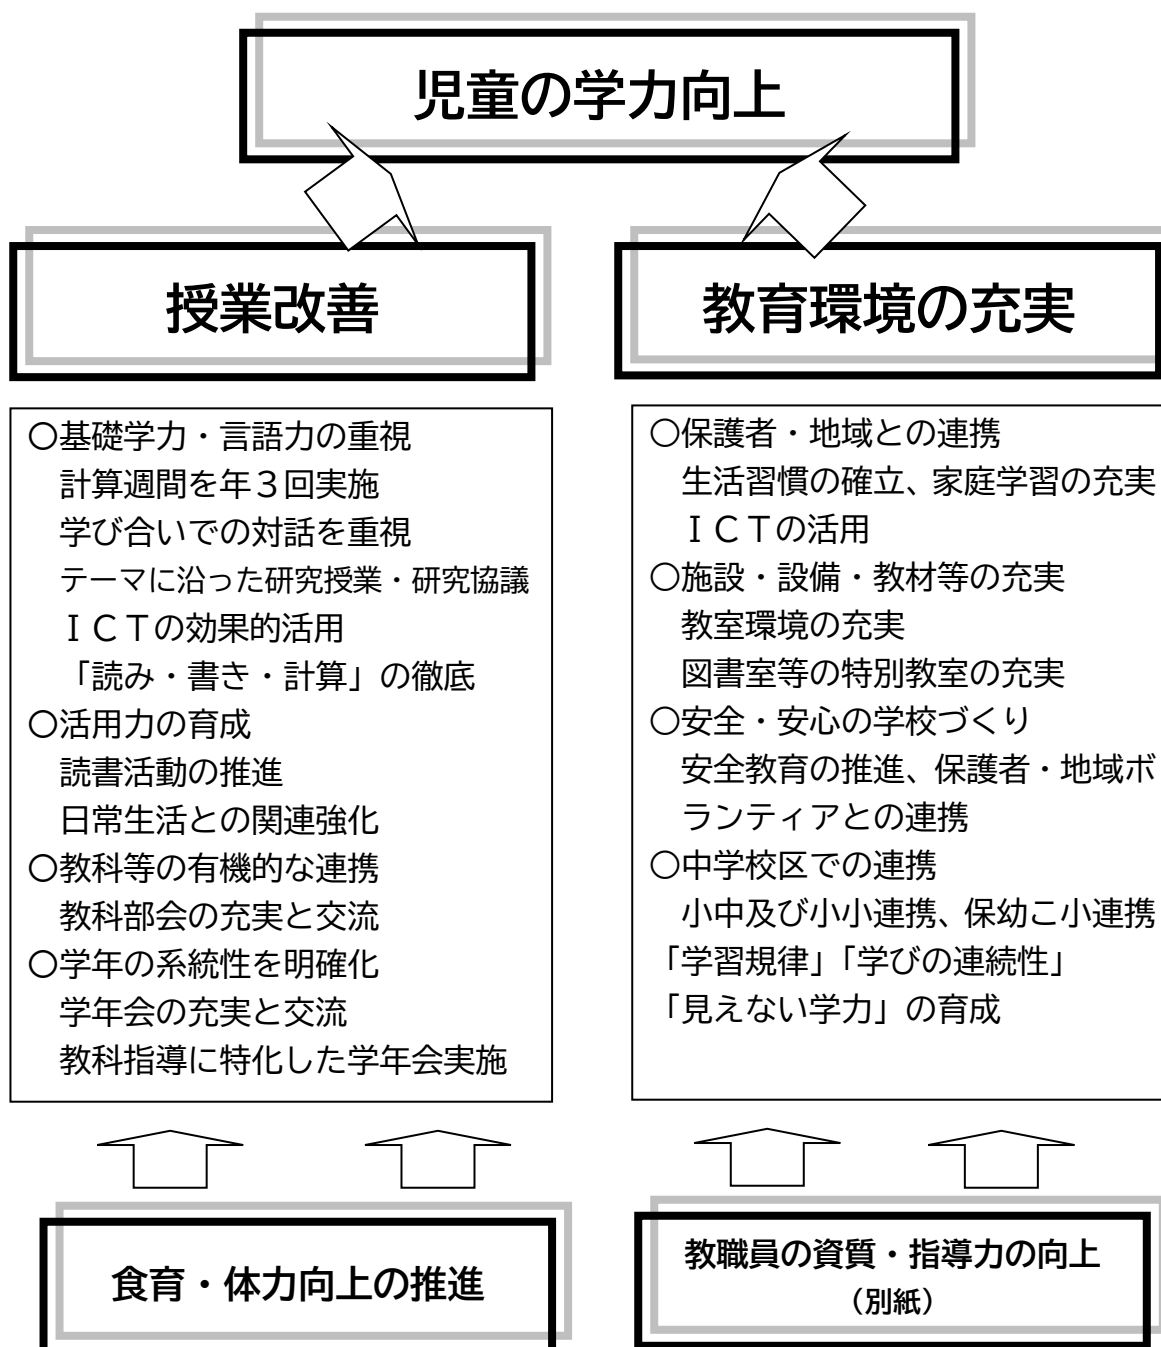 児童の学力向上
授業改善
〇基礎学力・言語力の重視
計算週間を年３回実施
学び合いでの対話を重視
テーマに沿った研究授業・研究協議
ＩＣＴの効果的活用
「読み・書き・計算」の徹底
〇活用力の育成
読書活動の推進
日常生活との関連強化
〇教科等の有機的な連携
教科部会の充実と交流
〇学年の系統性を明確化
学年会の充実と交流
教科指導に特化した学年会実施
教育環境の充実
〇保護者・地域との連携
生活習慣の確立、家庭学習の充実
ＩＣＴの活用
〇施設・設備・教材等の充実
教室環境の充実
図書室等の特別教室の充実
〇安全・安心の学校づくり
安全教育の推進、保護者・地域ボ
ランティアとの連携
〇中学校区での連携
小中及び小小連携、保幼こ小連携
「学習規律」「学びの連続性」
「見えない学力」の育成
食育・体力向上の推進
教職員の資質・指導力の向上
（別紙）